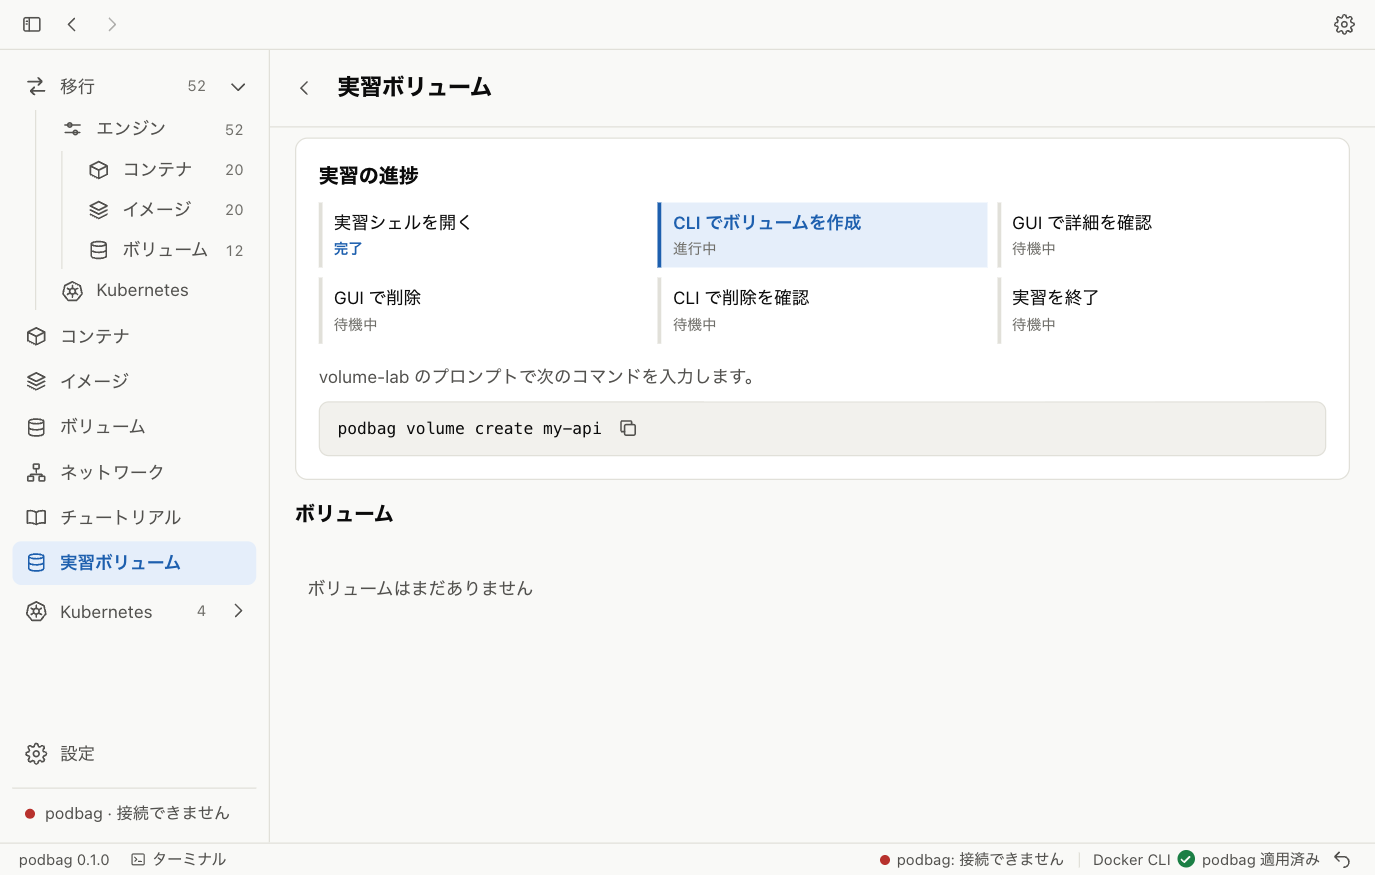 移行 52
エンジン 52
コンテナ 20
イメージ 20
ボリューム 12
Kubernetes
コンテナ
イメージ
ボリューム
ネットワーク
チュートリアル
実習ボリューム
Kubernetes 4
設定
podbag · 接続できません
実習ボリューム
実習の進捗
実習シェルを開く
完了
CLI でボリュームを作成
進行中
GUI で詳細を確認
待機中
GUI で削除
待機中
CLI で削除を確認
待機中
実習を終了
待機中
volume-lab のプロンプトで次のコマンドを入力します。
podbag volume create my-api
ボリューム
ボリュームはまだありません
podbag 0.1.0 ターミナル
podbag: 接続できません Docker CLI podbag 適用済み